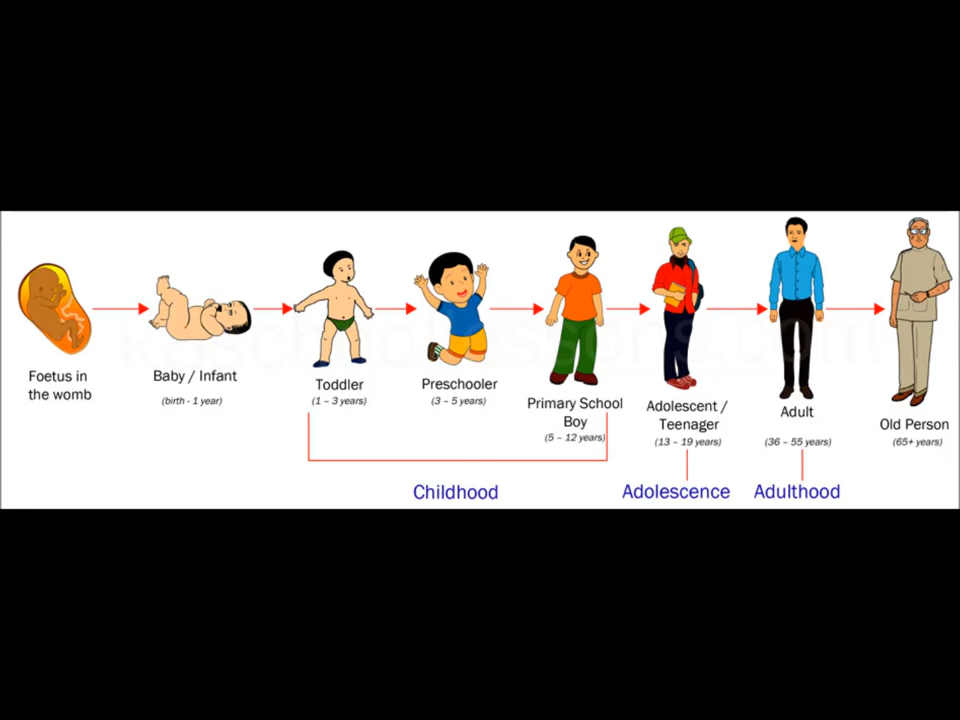 Foetus in
the womb
Baby / Infant
(birth - 1 year)
Toddler
(1 – 3 years)
Preschooler
(3 – 5 years)
Primary School
Boy
(5 – 12 years)
Adolescent /
Teenager
(13 – 19 years)
Adult
(36 – 55 years)
Old Person
(65+ years)
Childhood
Adolescence
Adulthood